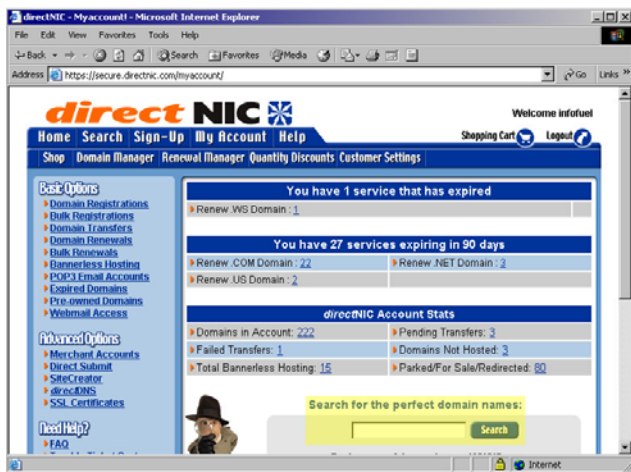 directNIC - Myaccount! - Microsoft Internet Explorer
File Edit View Favorites Tools Help
Back Search Favorites Media
Address https://secure.directnic.com/myaccount/ Go Links »
direct NIC Welcome infofuel
Home Search Sign-Up My Account Help Shopping Cart Logout
Shop Domain Manager Renewal Manager Quantity Discounts Customer Settings
Basic Options
Domain Registrations
Bulk Registrations
Domain Transfers
Domain Renewals
Bulk Renewals
Bannerless Hosting
POP3 Email Accounts
Expired Domains
Pre-owned Domains
Webmail Access
Advanced Options
Merchant Accounts
Direct Submit
SiteCreator
direcDNS
SSL Certificates
Need Help?
FAQ
You have 1 service that has expired
Renew .WS Domain : 1
You have 27 services expiring in 90 days
Renew .COM Domain : 22 Renew .NET Domain : 3
Renew .US Domain : 2
directNIC Account Stats
Domains in Account: 222 Pending Transfers: 3
Failed Transfers: 1 Domains Not Hosted: 3
Total Bannerless Hosting: 15 Parked/For Sale/Redirected: 80
Search for the perfect domain names:
Search
Internet